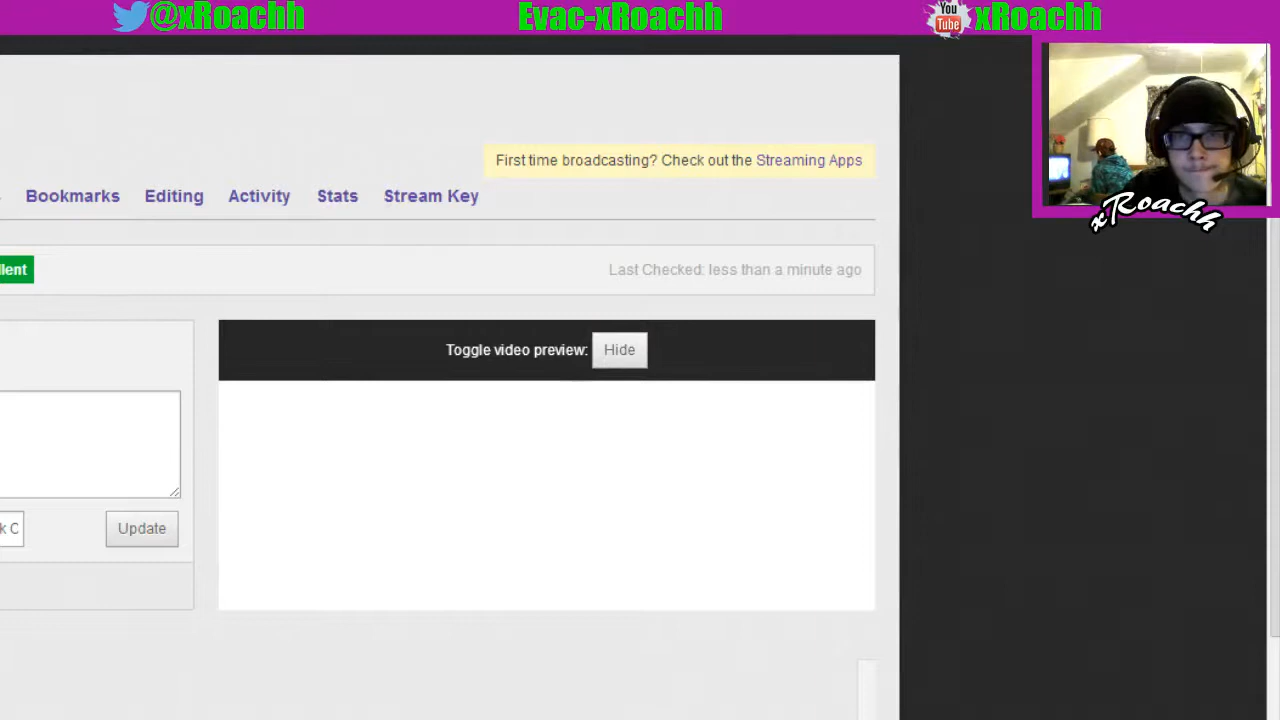 @xRoachh
Evac-xRoachh
You Tube
xRoachh
xRoachh
First time broadcasting? Check out the Streaming Apps
Bookmarks Editing Activity Stats Stream Key
llent
Last Checked: less than a minute ago
Toggle video preview: Hide
k C
Update